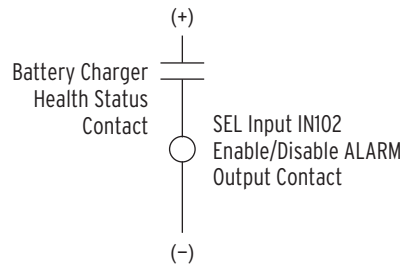 (+)
Battery Charger
Health Status
Contact
SEL Input IN102
Enable/Disable ALARM
Output Contact
(−)